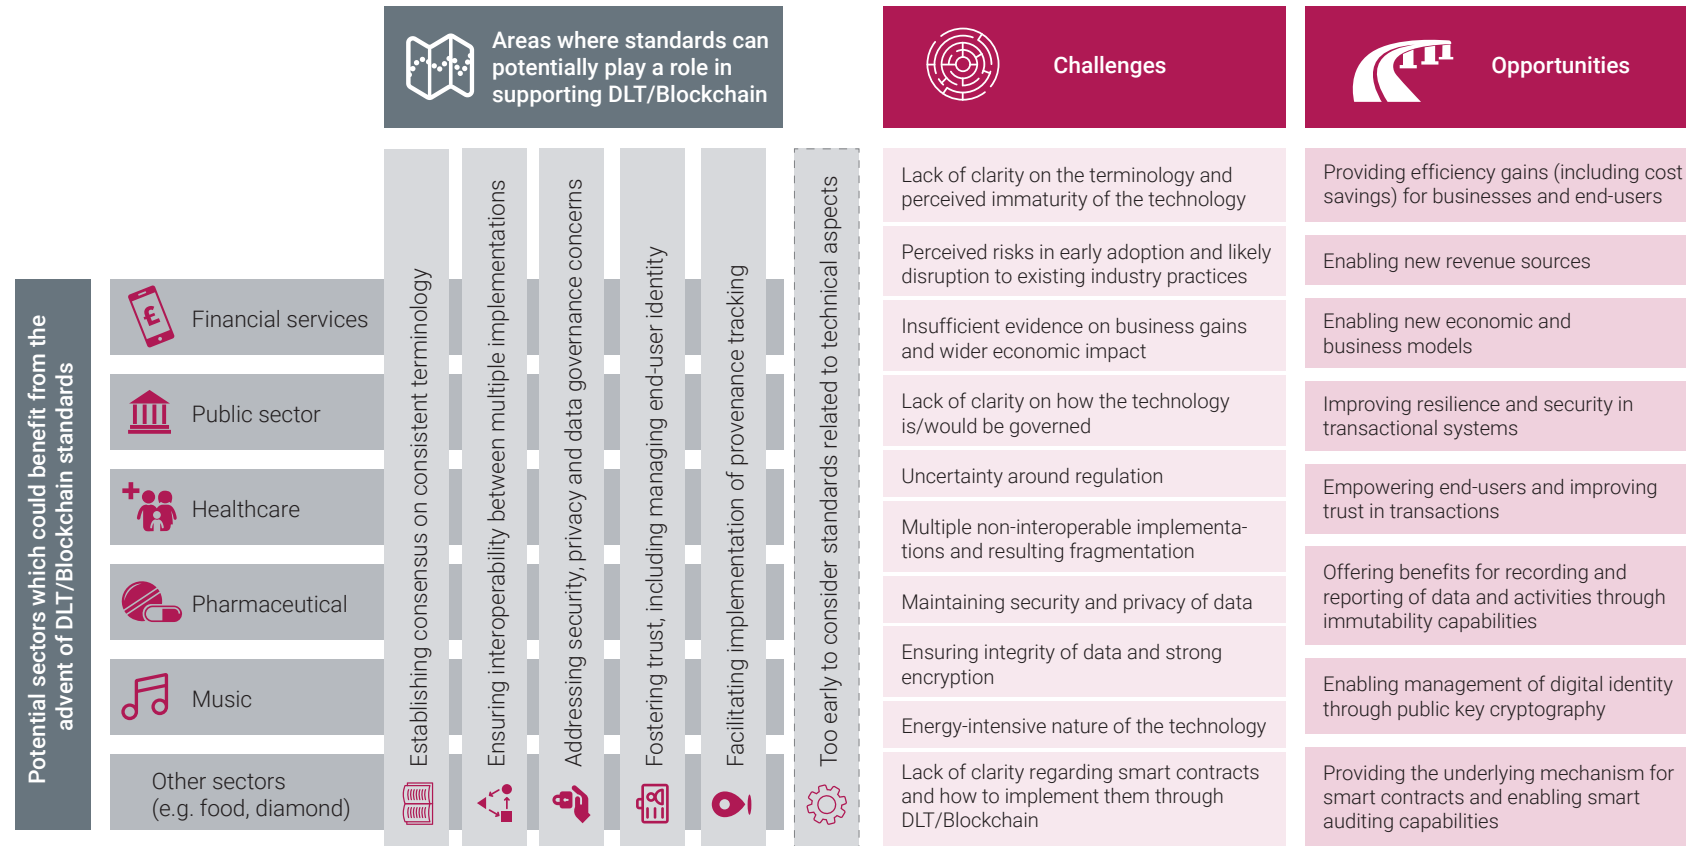 Areas where standards can
potentially play a role in
supporting DLT/Blockchain
Challenges
Opportunities
Potential sectors which could benefit from the
advent of DLT/Blockchain standards
£
Financial services
Public sector
Healthcare
Pharmaceutical
Music
Other sectors
(e.g. food, diamond)
Establishing consensus on consistent terminology
Ensuring interoperability between multiple implementations
Addressing security, privacy and data governance concerns
Fostering trust, including managing end-user identity
Facilitating implementation of provenance tracking
Too early to consider standards related to technical aspects
Lack of clarity on the terminology and
perceived immaturity of the technology
Perceived risks in early adoption and likely
disruption to existing industry practices
Insufficient evidence on business gains
and wider economic impact
Lack of clarity on how the technology
is/would be governed
Uncertainty around regulation
Multiple non-interoperable implementa-
tions and resulting fragmentation
Maintaining security and privacy of data
Ensuring integrity of data and strong
encryption
Energy-intensive nature of the technology
Lack of clarity regarding smart contracts
and how to implement them through
DLT/Blockchain
Providing efficiency gains (including cost
savings) for businesses and end-users
Enabling new revenue sources
Enabling new economic and
business models
Improving resilience and security in
transactional systems
Empowering end-users and improving
trust in transactions
Offering benefits for recording and
reporting of data and activities through
immutability capabilities
Enabling management of digital identity
through public key cryptography
Providing the underlying mechanism for
smart contracts and enabling smart
auditing capabilities